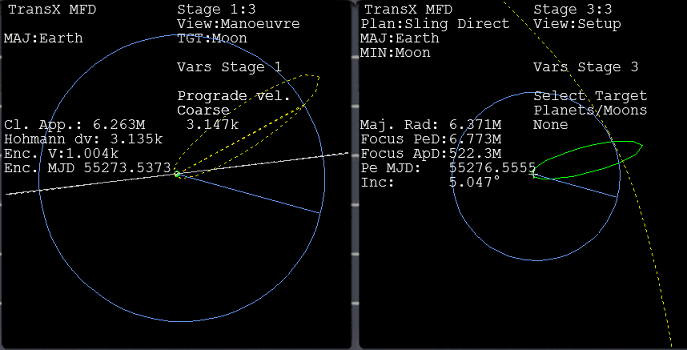 TransX MFD
Stage 1:3
View:Manoeuvre
MAJ:Earth
TGT:Moon
Vars Stage 1
Prograde vel.
Coarse
Cl. App.: 6.263M
3.147k
Hohmann dv: 3.135k
Enc. V:1.004k
Enc. MJD 55273.5373
TransX MFD
Stage 3:3
Plan:Sling Direct
View:Setup
MAJ:Earth
MIN:Moon
Vars Stage 3
Select Target
Planets/Moons
Maj. Rad: 6.371M
None
Focus PeD:6.773M
Focus ApD:522.3M
Pe MJD: 55276.5555
Inc: 5.047°